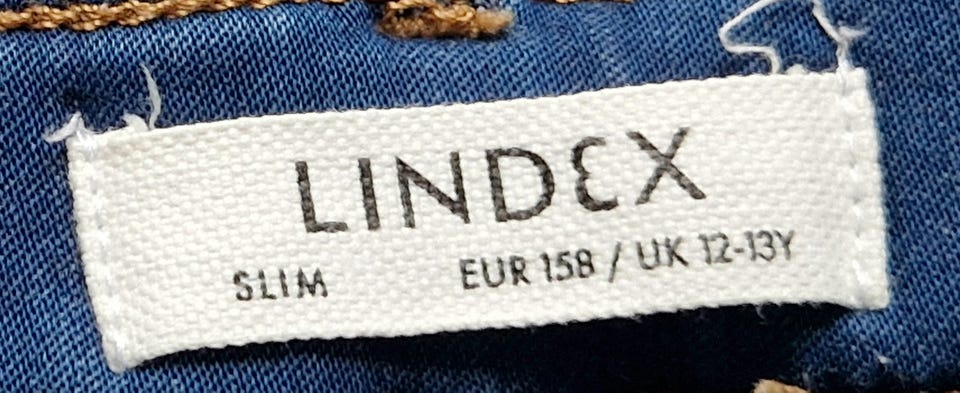 LINDEX
SLIM EUR 158 / UK 12-13Y